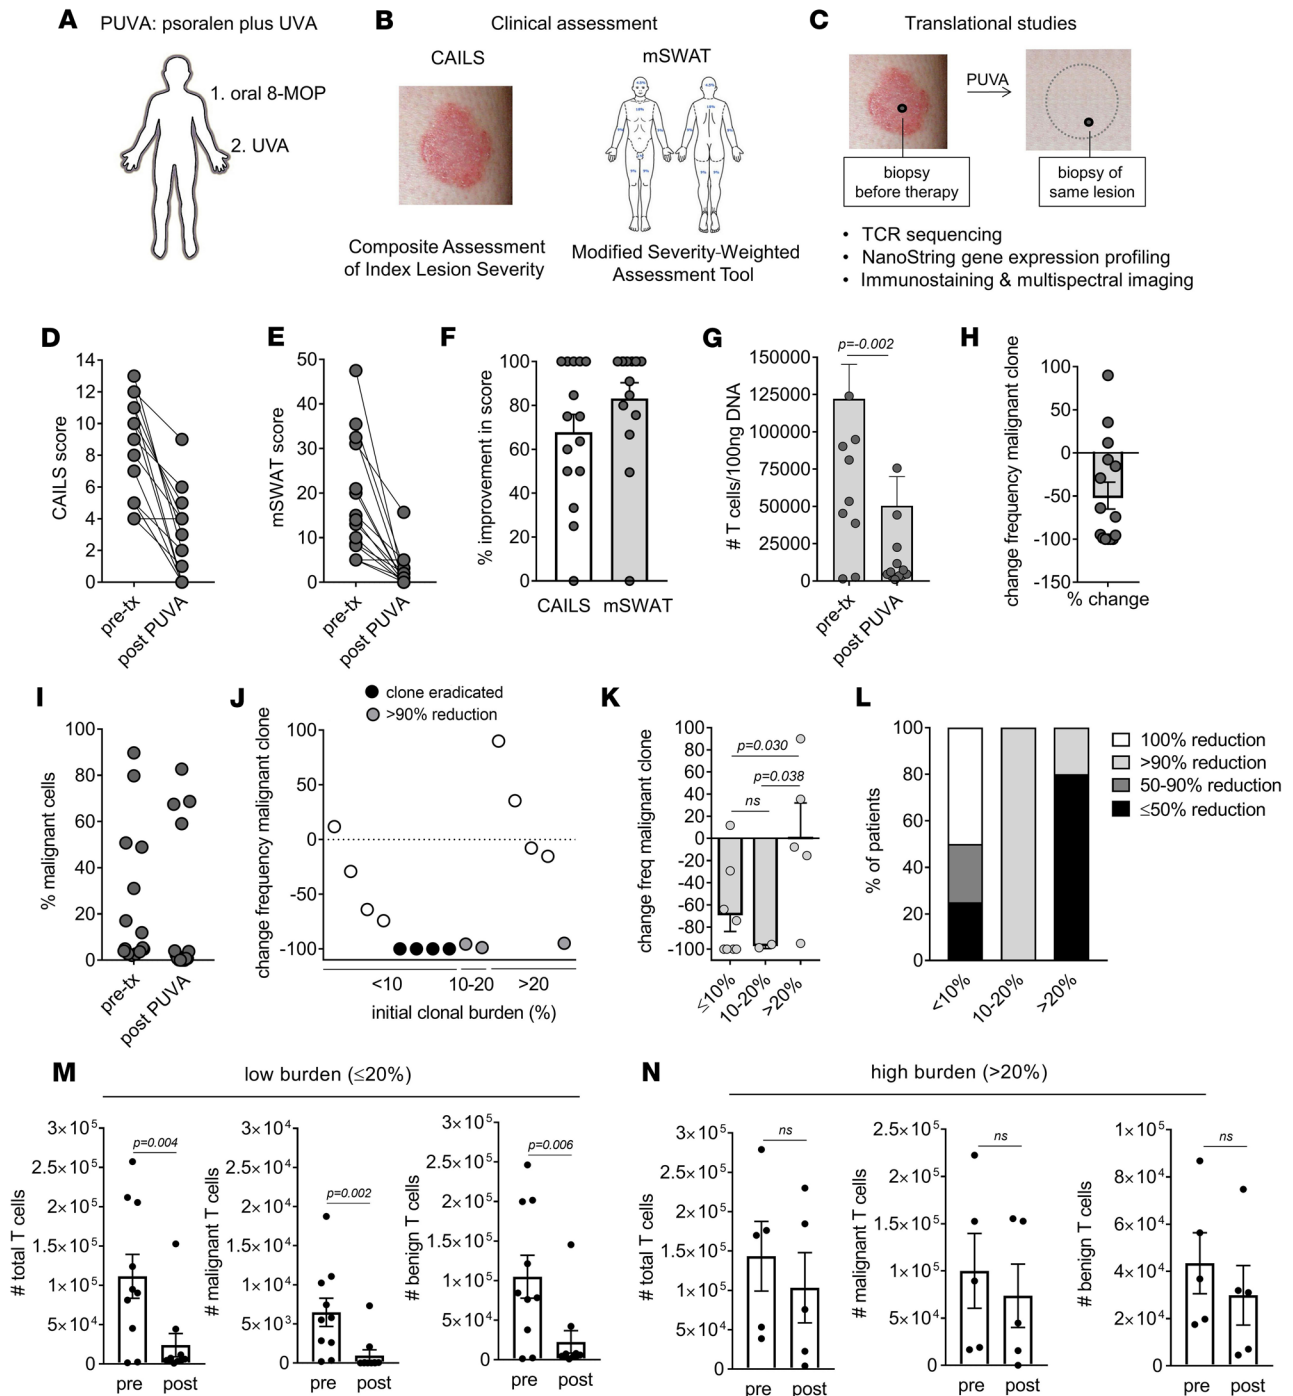 A
PUVA: psoralen plus UVA
1. oral 8-MOP
2. UVA
B
Clinical assessment
CAILS
mSWAT
Composite Assessment
of Index Lesion Severity
Modified Severity-Weighted
Assessment Tool
C
Translational studies
PUVA
biopsy
before therapy
biopsy of
same lesion
• TCR sequencing
• NanoString gene expression profiling
• Immunostaining & multispectral imaging
D
CAILS score
14
12
10
8
6
4
2
0
pre-tx
post PUVA
E
mSWAT score
50
40
30
20
10
0
pre-tx
post PUVA
F
% improvement in score
100
80
60
40
20
0
CAILS
mSWAT
G
# T cells/100ng DNA
p=-0.002
150000
125000
100000
75000
50000
25000
0
pre-tx
post PUVA
H
change frequency malignant clone
100
50
0
-50
-100
-150
% change
I
% malignant cells
100
80
60
40
20
0
pre-tx
post PUVA
J
clone eradicated
>90% reduction
change frequency malignant clone
100
50
0
-50
-100
<10
10-20
>20
initial clonal burden (%)
K
change freq malignant clone
100
80
60
40
20
0
-20
-40
-60
-80
-100
p=0.030
p=0.038
ns
≤10%
10-20%
>20%
L
% of patients
100
80
60
40
20
0
<10%
10-20%
>20%
100% reduction
>90% reduction
50-90% reduction
≤50% reduction
M
low burden (≤20%)
# total T cells
3×10⁵
2.5×10⁵
2×10⁵
1.5×10⁵
1×10⁵
5×10⁴
0
p=0.004
pre
post
# malignant T cells
3×10⁴
2.5×10⁴
2×10⁴
1.5×10⁴
1×10⁴
5×10³
0
p=0.002
pre
post
# benign T cells
3×10⁵
2.5×10⁵
2×10⁵
1.5×10⁵
1×10⁵
5×10⁴
0
p=0.006
pre
post
N
high burden (>20%)
# total T cells
3×10⁵
2.5×10⁵
2×10⁵
1.5×10⁵
1×10⁵
5×10⁴
0
ns
pre
post
# malignant T cells
2.5×10⁵
2×10⁵
1.5×10⁵
1×10⁵
5×10⁴
0
ns
pre
post
# benign T cells
1×10⁵
8×10⁴
6×10⁴
4×10⁴
2×10⁴
0
ns
pre
post